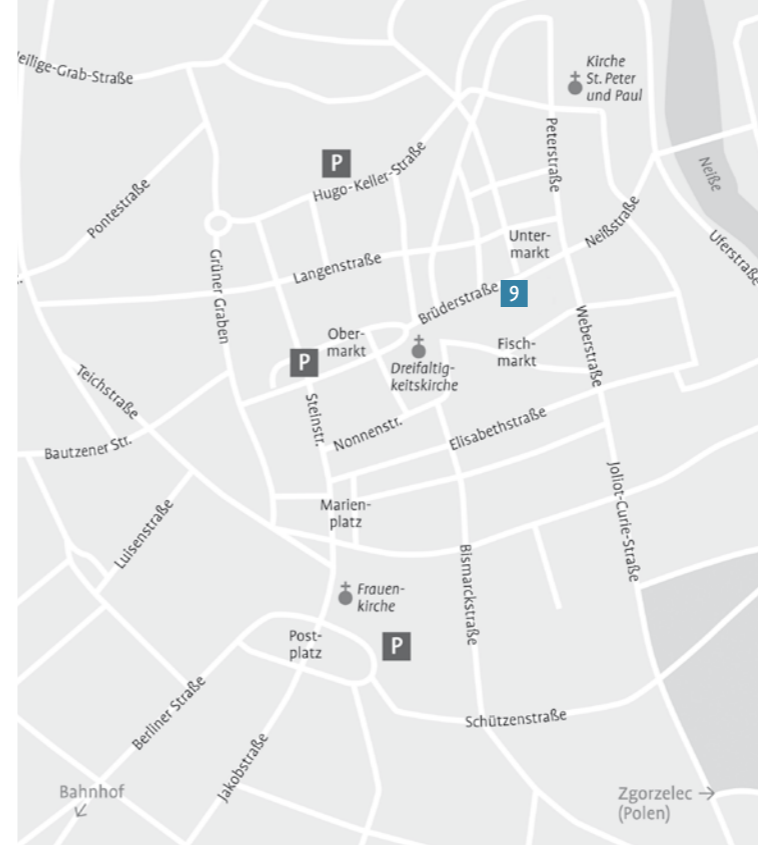 Kirche
St. Peter
und Paul
eilige-Grab-Straße
Peterstraße
P
Hugo-Keller-Straße
Neiße
Pontestraße
Neißstraße
Unter-
markt
Uferstraße
Grüner Graben
Langenstraße
Brüderstraße
9
Ober-
markt
Weberstraße
Fisch-
markt
P
Dreifaltig-
keitskirche
Teichstraße
Steinstr.
Nonnenstr.
Elisabethstraße
Bautzener Str.
Marien-
platz
Joliot-Curie-Straße
Luisenstraße
Bismarckstraße
Frauen-
kirche
Post-
platz
P
Berliner Straße
Schützenstraße
Jakobstraße
Bahnhof
↙
Zgorzelec →
(Polen)